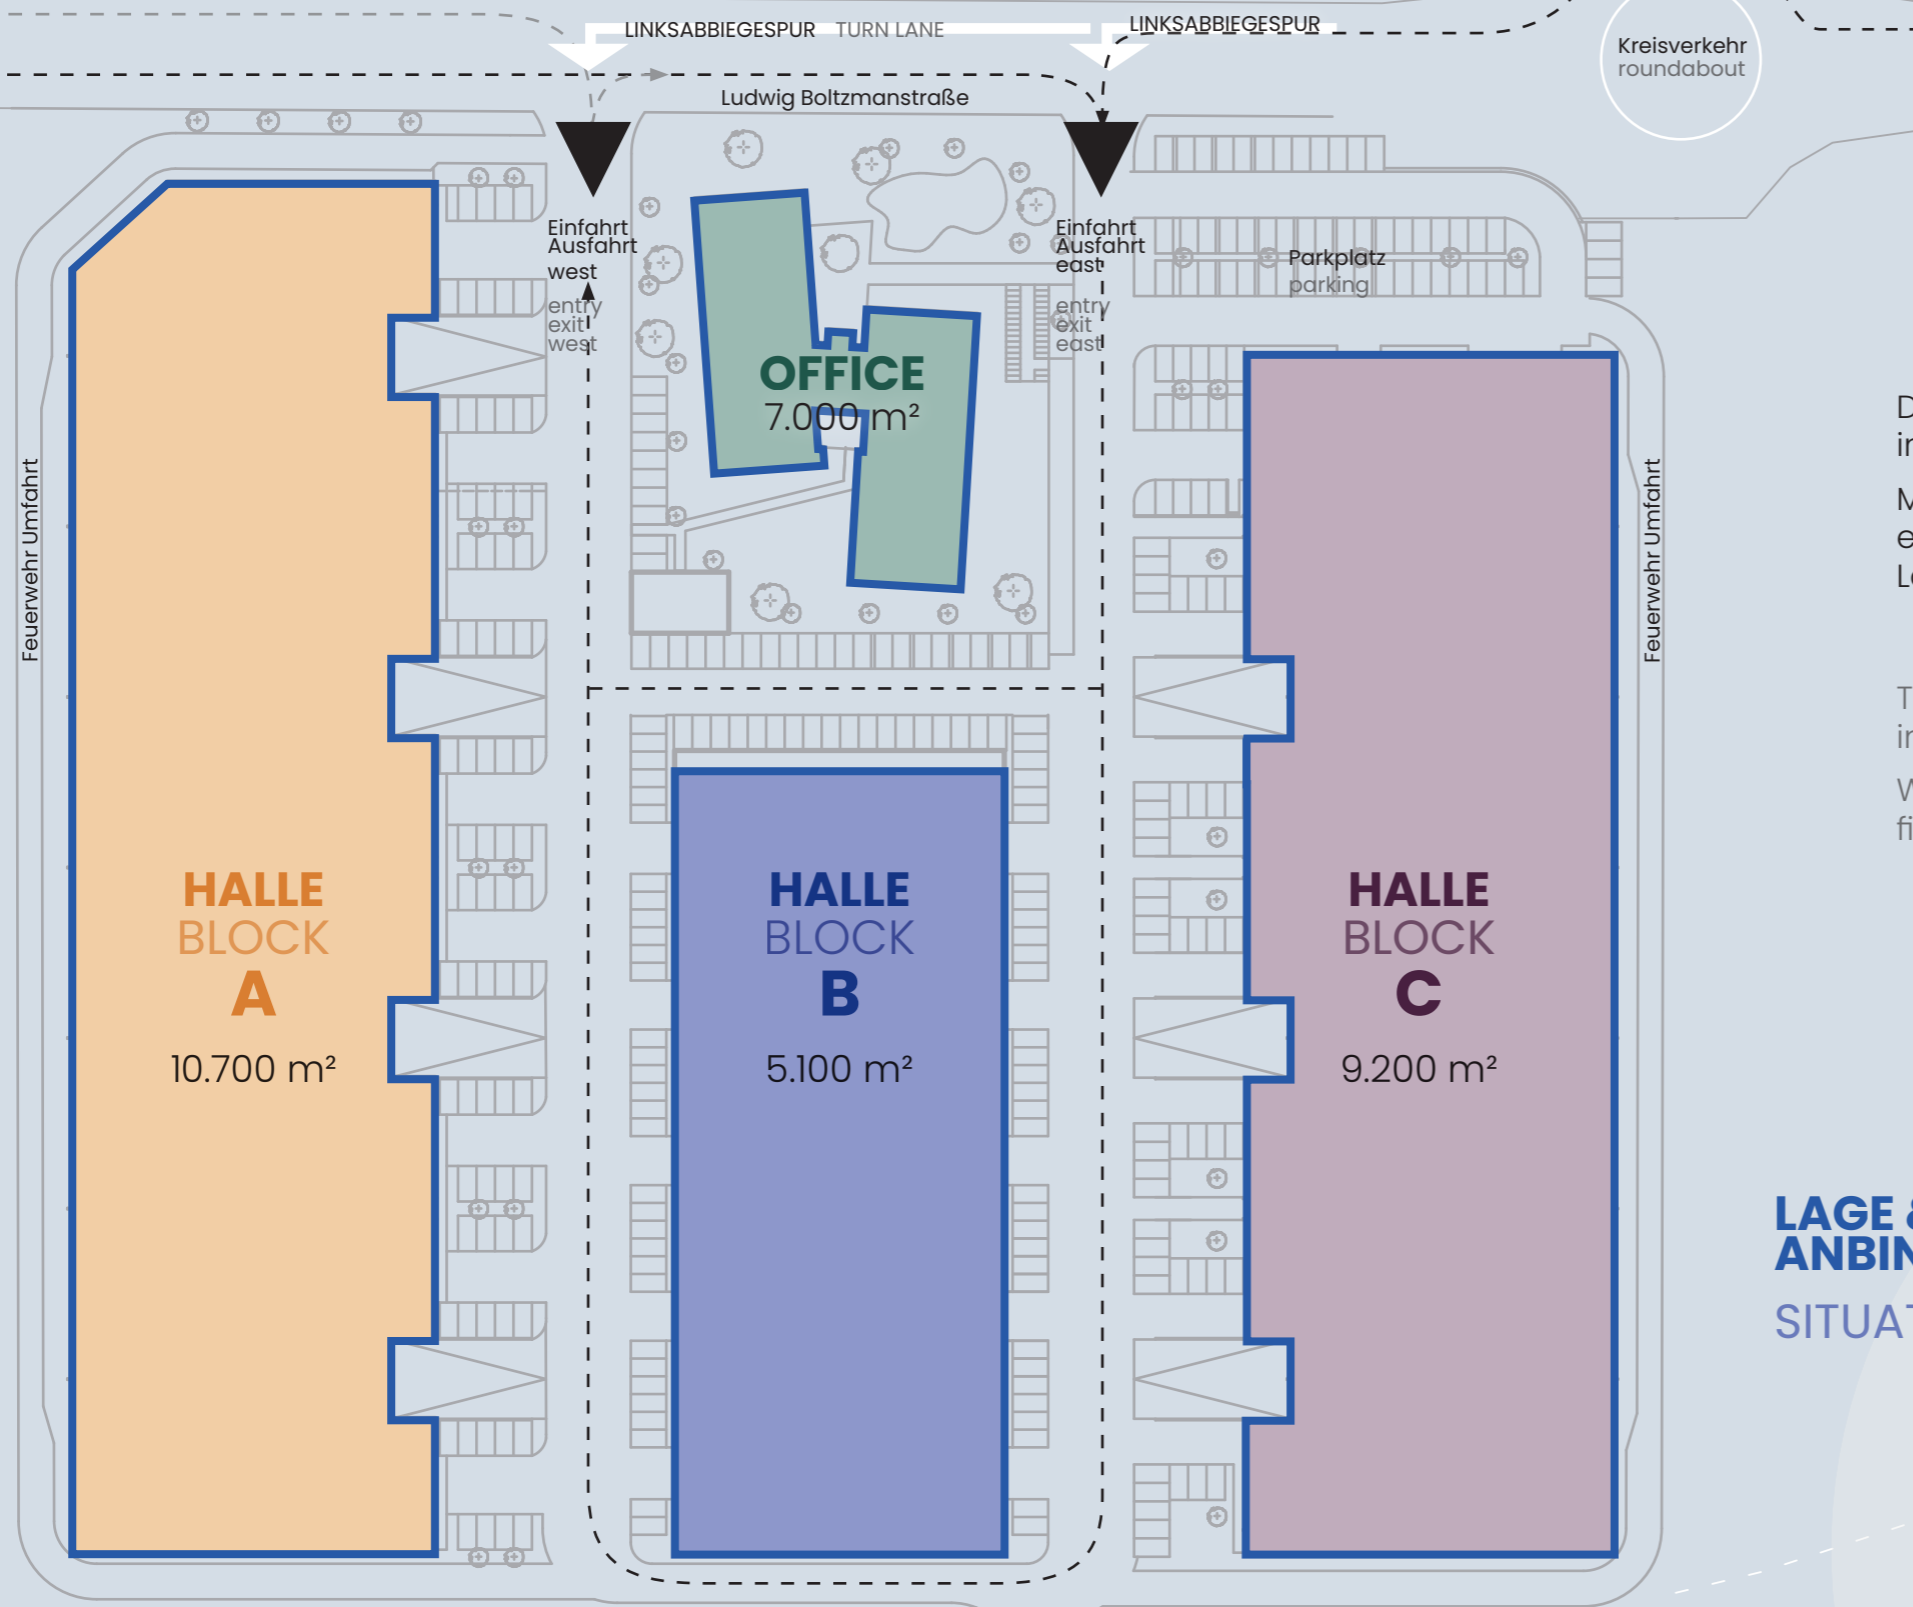 LINKSABBIEGESPUR TURN LANE
LINKSABBIEGESPUR
Kreisverkehr
roundabout
Ludwig Boltzmanstraße
Einfahrt
Ausfahrt
west
entry
exit
west
Einfahrt
Ausfahrt
east
entry
exit
east
Parkplatz
parking
OFFICE
7.000 m²
Feuerwehr Umfahrt
Feuerwehr Umfahrt
HALLE
BLOCK
A
10.700 m²
HALLE
BLOCK
B
5.100 m²
HALLE
BLOCK
C
9.200 m²
LAGE